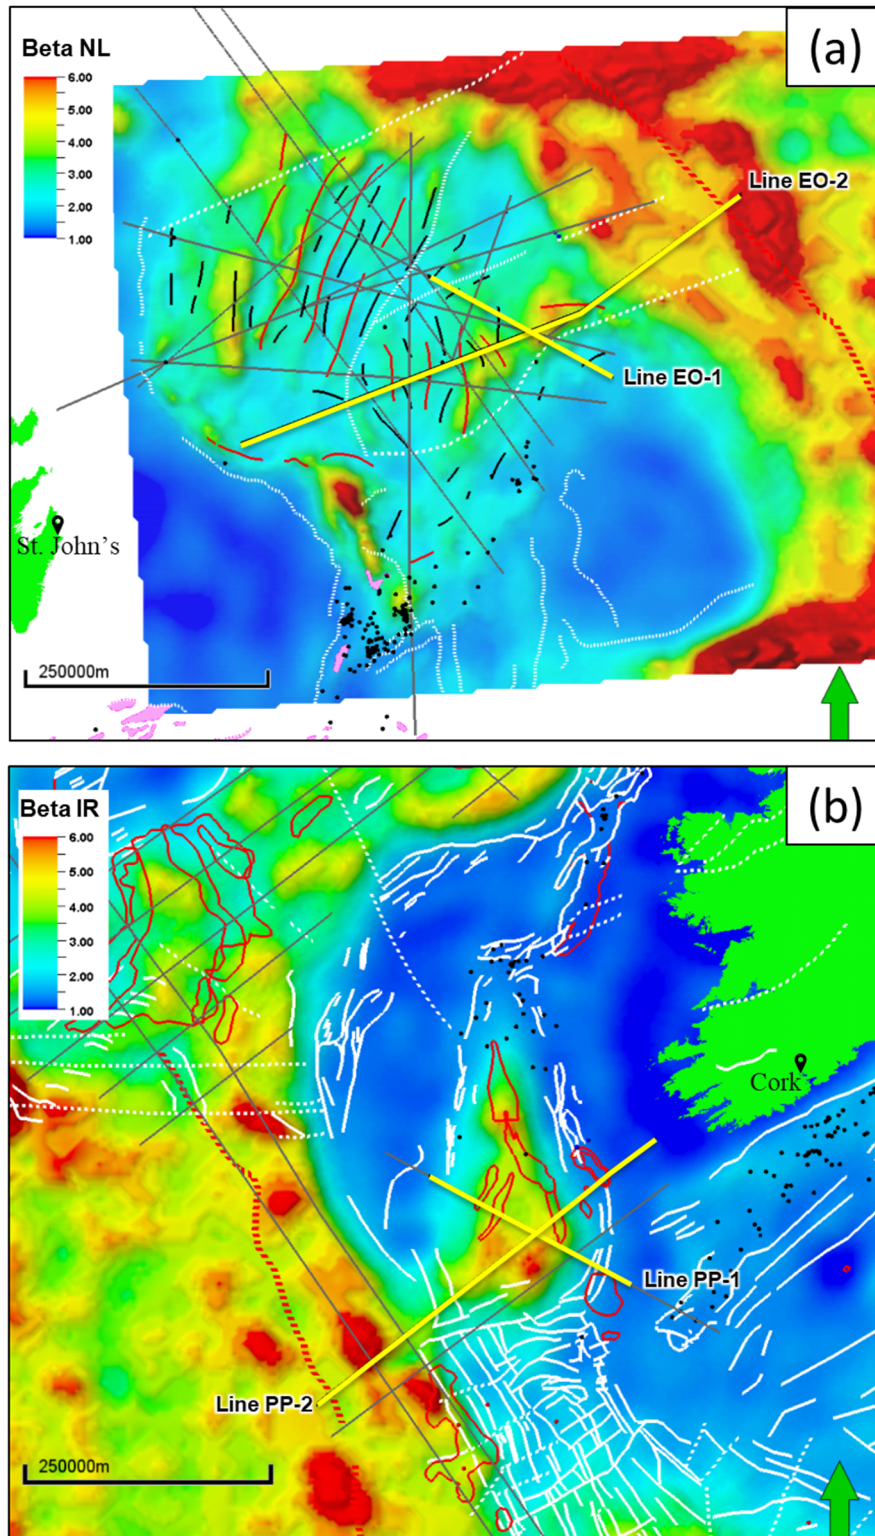 (a)
Beta NL
6.00
5.00
4.00
3.00
2.00
1.00
Line EO-2
Line EO-1
St. John's
250000m
(b)
Beta IR
6.00
5.00
4.00
3.00
2.00
1.00
Cork
Line PP-1
Line PP-2
250000m